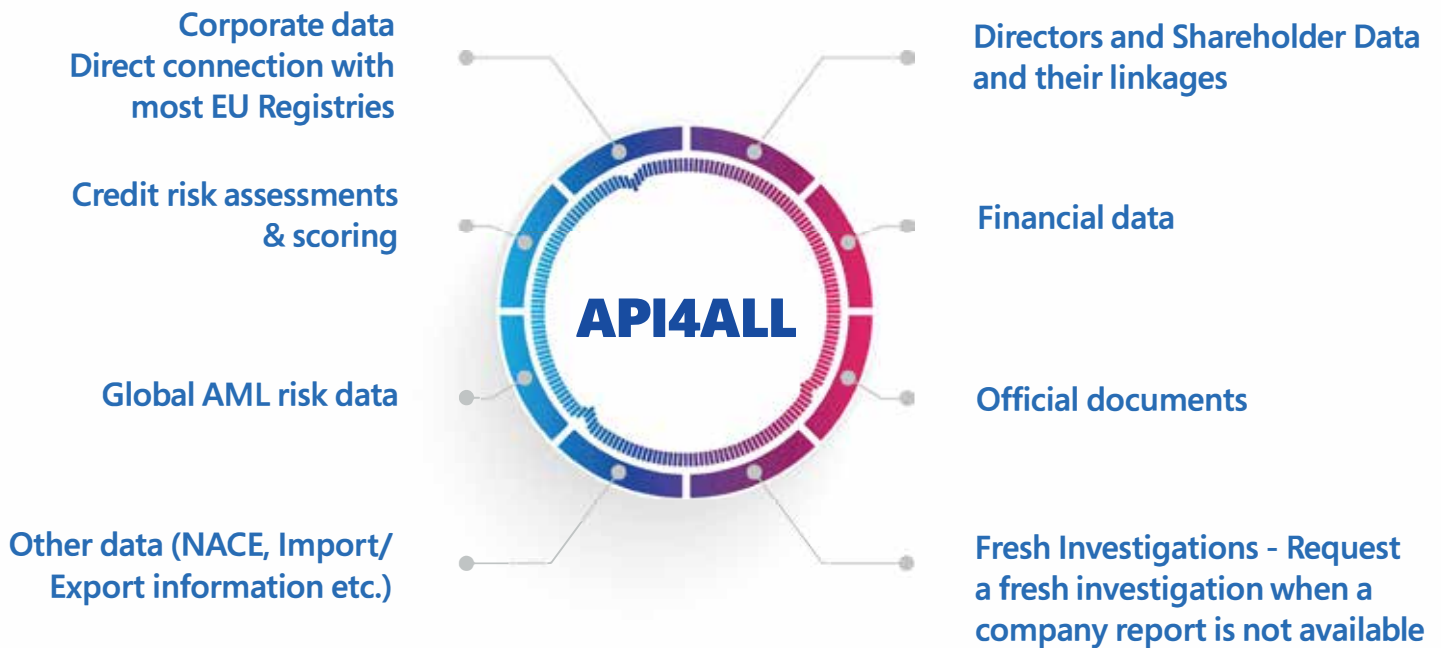 Corporate data
Direct connection with
most EU Registries
Credit risk assessments
& scoring
Global AML risk data
Other data (NACE, Import/
Export information etc.)
API4ALL
Directors and Shareholder Data
and their linkages
Financial data
Official documents
Fresh Investigations - Request
a fresh investigation when a
company report is not available